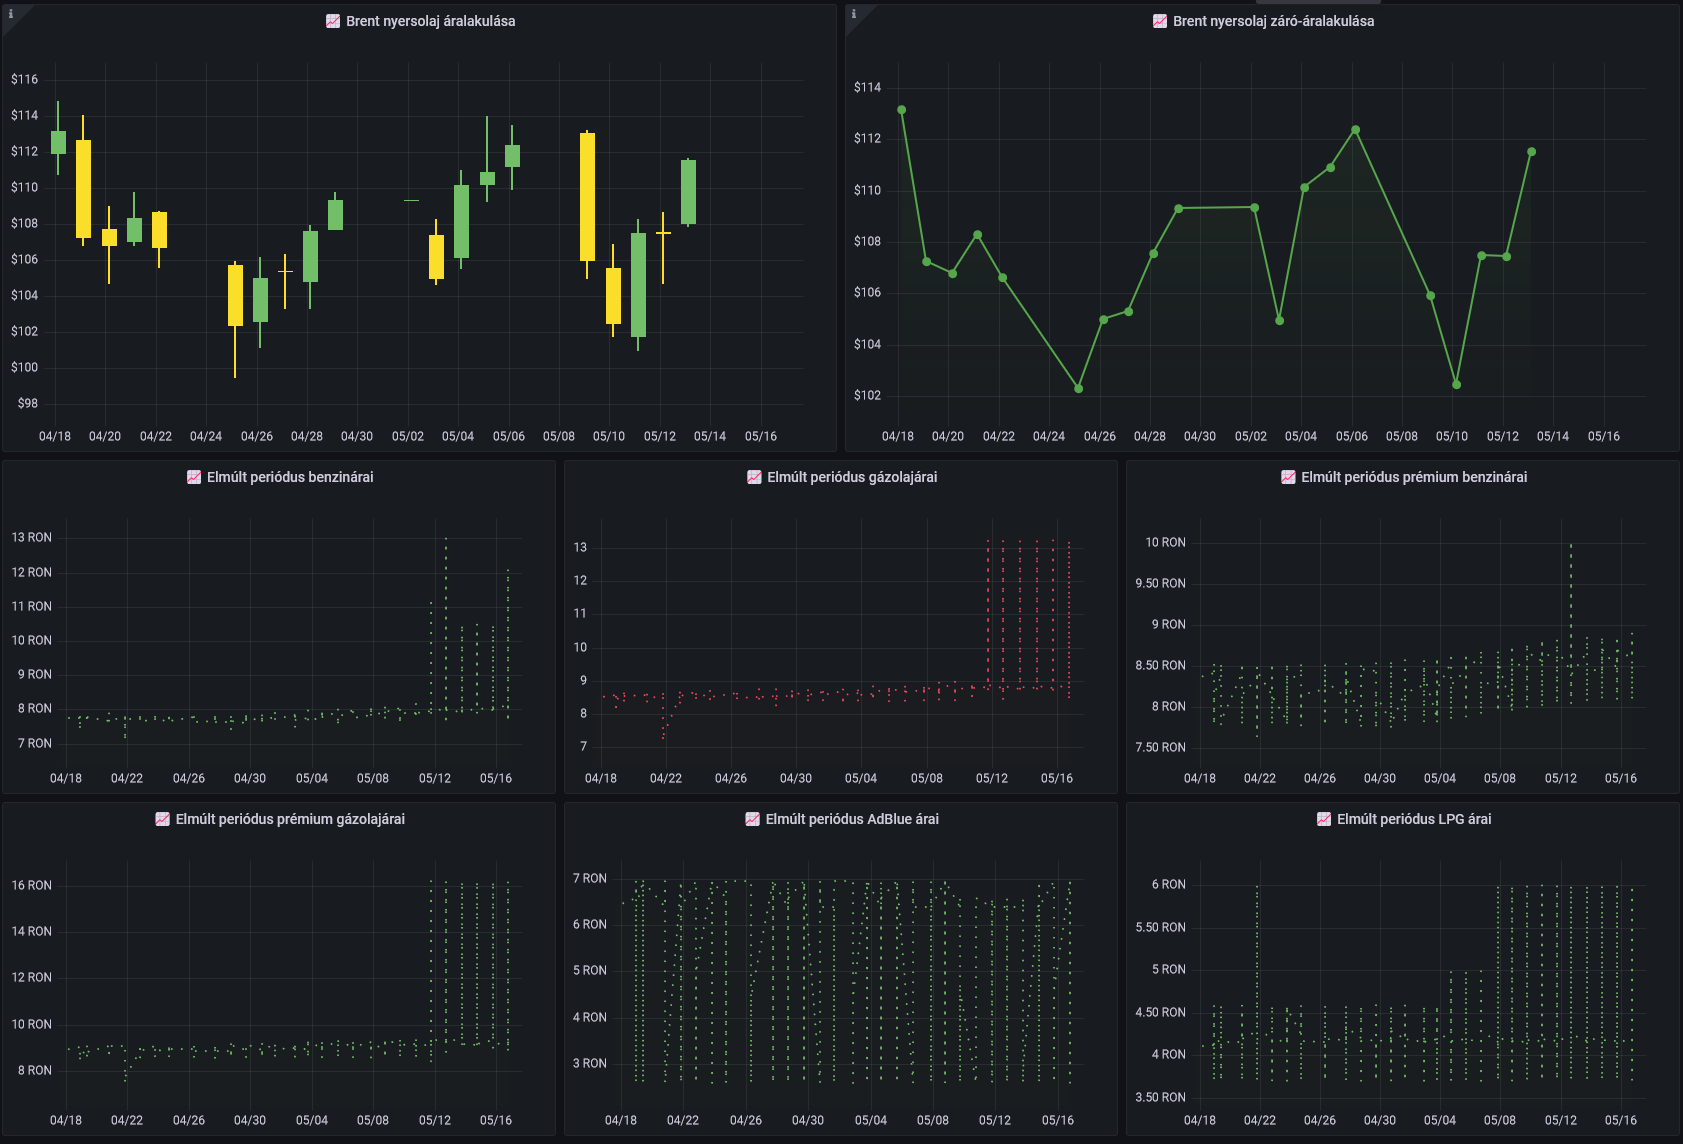 Brent nyersolaj áralakulása
$116
$114
$112
$110
$108
$106
$104
$102
$100
$98
04/18 04/20 04/22 04/24 04/26 04/28 04/30 05/02 05/04 05/06 05/08 05/10 05/12 05/14 05/16
Brent nyersolaj záró-áralakulása
$114
$112
$110
$108
$106
$104
$102
04/18 04/20 04/22 04/24 04/26 04/28 04/30 05/02 05/04 05/06 05/08 05/10 05/12 05/14 05/16
Elmúlt periódus benzinárai
13 RON
12 RON
11 RON
10 RON
9 RON
8 RON
7 RON
04/18 04/22 04/26 04/30 05/04 05/08 05/12 05/16
Elmúlt periódus gázolajárai
13
12
11
10
9
8
7
04/18 04/22 04/26 04/30 05/04 05/08 05/12 05/16
Elmúlt periódus prémium benzinárai
10 RON
9.50 RON
9 RON
8.50 RON
8 RON
7.50 RON
04/18 04/22 04/26 04/30 05/04 05/08 05/12 05/16
Elmúlt periódus prémium gázolajárai
16 RON
14 RON
12 RON
10 RON
8 RON
04/18 04/22 04/26 04/30 05/04 05/08 05/12 05/16
Elmúlt periódus AdBlue árai
7 RON
6 RON
5 RON
4 RON
3 RON
04/18 04/22 04/26 04/30 05/04 05/08 05/12 05/16
Elmúlt periódus LPG árai
6 RON
5.50 RON
5 RON
4.50 RON
4 RON
3.50 RON
04/18 04/22 04/26 04/30 05/04 05/08 05/12 05/16